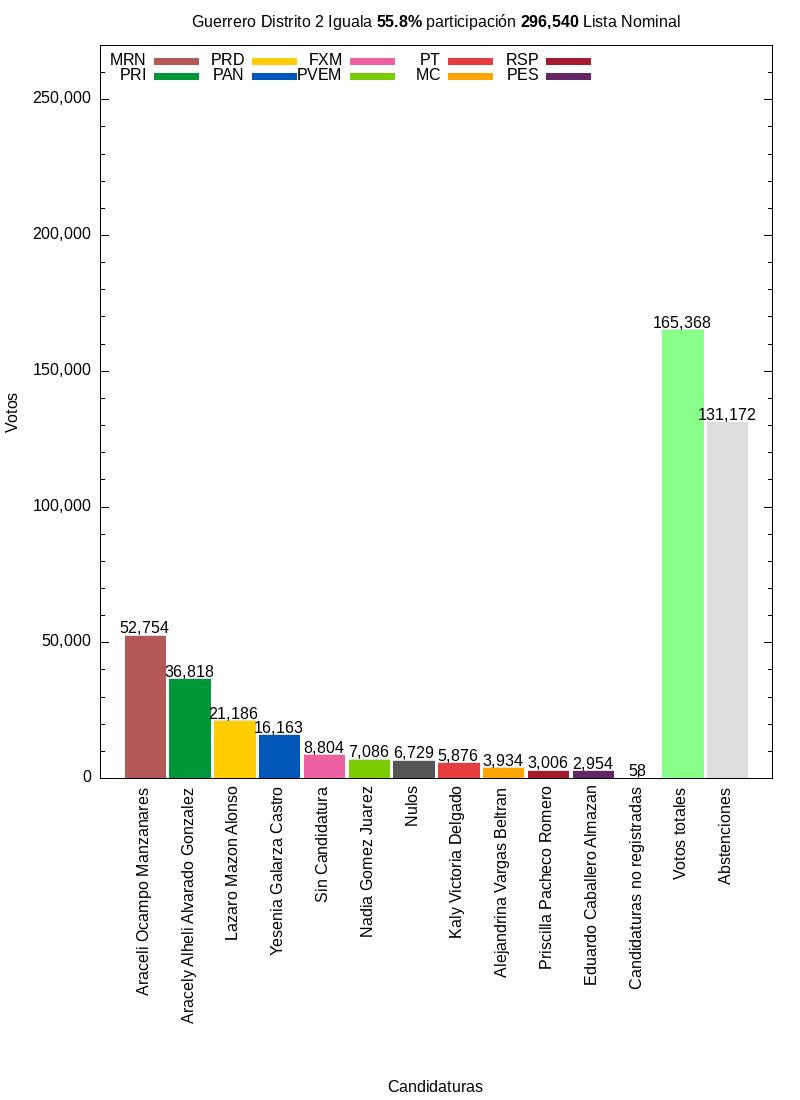 Guerrero Distrito 2 Iguala 55.8% participación 296,540 Lista Nominal
MRN PRD FXM PT RSP
PRI PAN PVEM MC PES
250,000
200,000
150,000
100,000
50,000
0
Votos
52,754
36,818
21,186
16,163
8,804
7,086
6,729
5,876
3,934
3,006
2,954
58
165,368
131,172
Araceli Ocampo Manzanares
Aracely Alheli Alvarado Gonzalez
Lazaro Mazon Alonso
Yesenia Galarza Castro
Sin Candidatura
Nadia Gomez Juarez
Nulos
Kaly Victoria Delgado
Alejandrina Vargas Beltran
Priscilla Pacheco Romero
Eduardo Caballero Almazan
Candidaturas no registradas
Votos totales
Abstenciones
Candidaturas